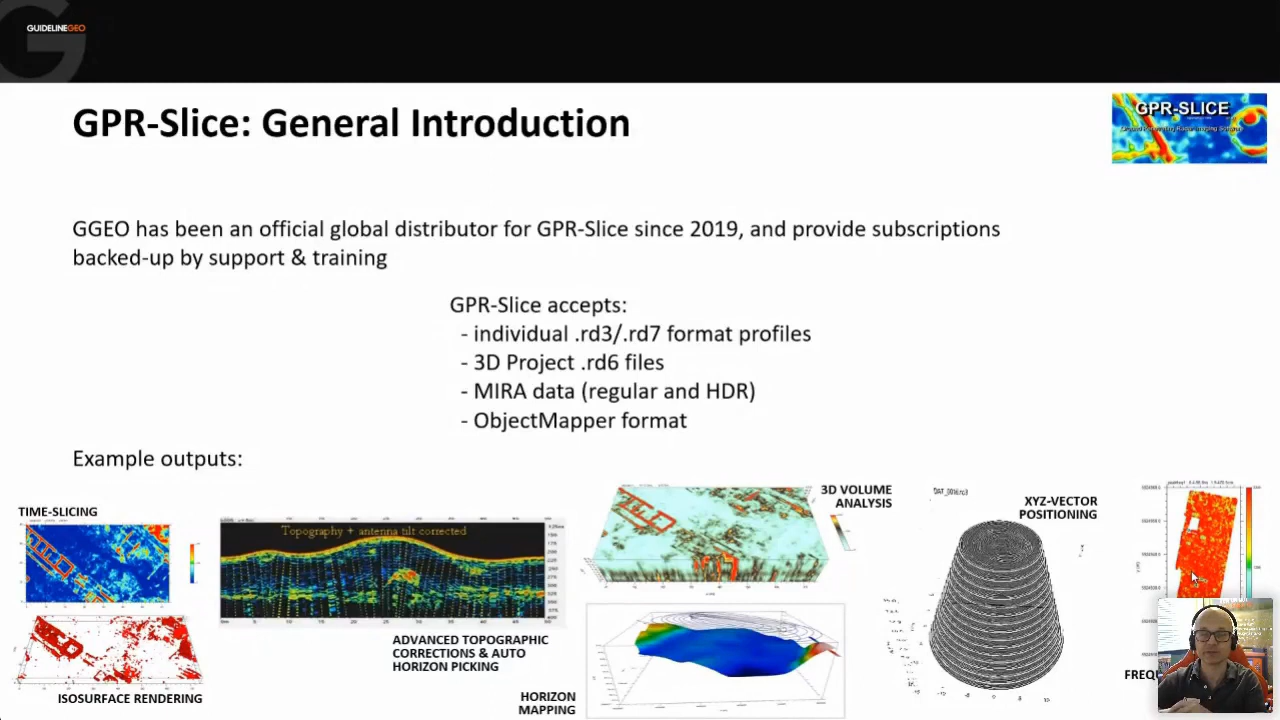 GUIDELINEGEO
GPR-Slice: General Introduction
GPR-SLICE
GGEO has been an official global distributor for GPR-Slice since 2019, and provide subscriptions
backed-up by support & training
GPR-Slice accepts:
- individual .rd3/.rd7 format profiles
- 3D Project .rd6 files
- MIRA data (regular and HDR)
- ObjectMapper format
Example outputs:
TIME-SLICING
Topography + antenna tilt corrected
3D VOLUME
ANALYSIS
XYZ-VECTOR
POSITIONING
ADVANCED TOPOGRAPHIC
CORRECTIONS & AUTO
HORIZON PICKING
ISOSURFACE RENDERING
HORIZON
MAPPING